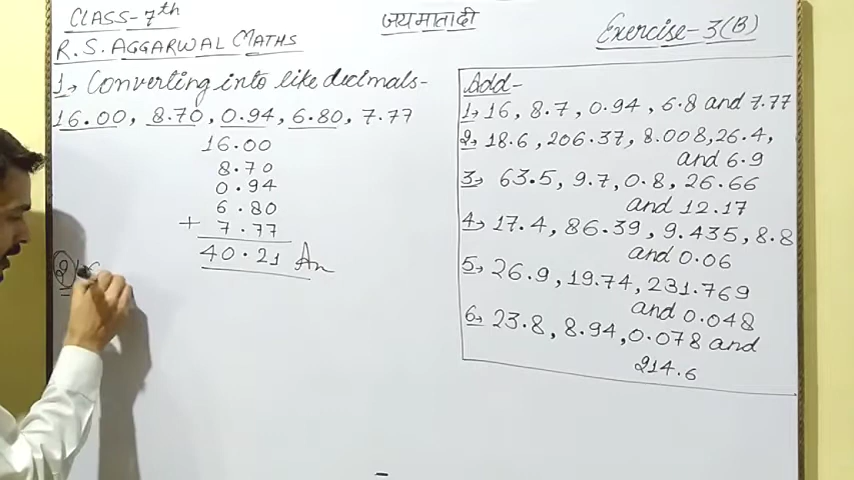 CLASS-7th
जय माता दी
Exercise-3(B)
R.S. AGGARWAL MATHS
1→ Converting into like decimals-
16.00, 8.70, 0.94, 6.80, 7.77
16.00
8.70
0.94
6.80
+ 7.77
40.21 An
2
Add-
1→ 16, 8.7, 0.94, 6.8 and 7.77
2→ 18.6, 206.37, 8.008, 26.4,
and 6.9
3→ 63.5, 9.7, 0.8, 26.66
and 12.17
4→ 17.4, 86.39, 9.435, 8.8
and 0.06
5→ 26.9, 19.74, 231.769
and 0.048
6→ 23.8, 8.94, 0.078 and
214.6